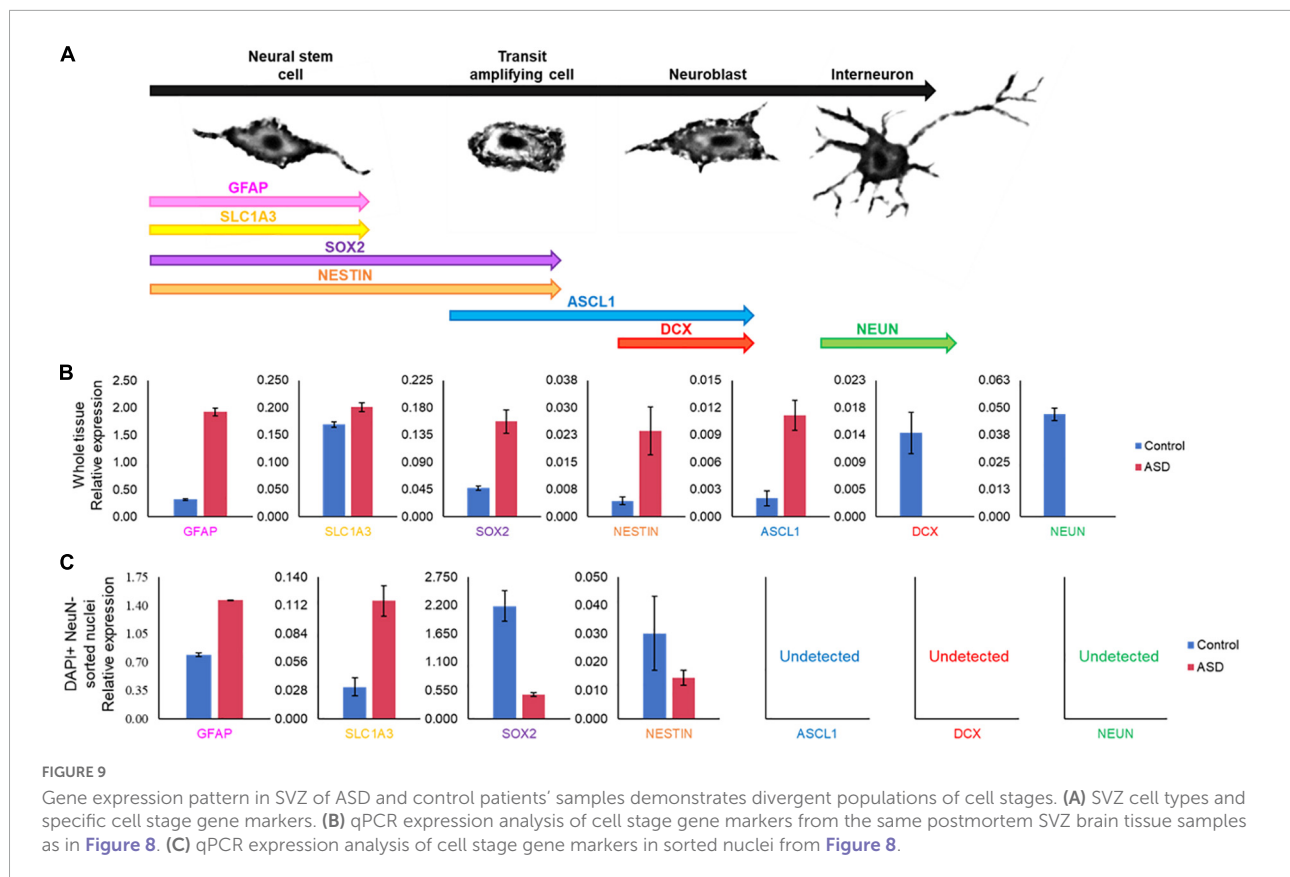 A
Neural stem
cell
Transit
amplifying cell
Neuroblast
Interneuron
GFAP
SLC1A3
SOX2
NESTIN
ASCL1
DCX
NEUN
B
Whole tissue
Relative expression
2.50
2.00
1.50
1.00
0.50
0.00
GFAP
0.250
0.200
0.150
0.100
0.050
0.000
SLC1A3
0.225
0.180
0.135
0.090
0.045
0.000
SOX2
0.038
0.030
0.023
0.015
0.008
0.000
NESTIN
0.015
0.012
0.009
0.006
0.003
0.000
ASCL1
0.023
0.018
0.014
0.009
0.005
0.000
DCX
0.063
0.050
0.038
0.025
0.013
0.000
NEUN
Control
ASD
C
DAPI+ NeuN-
sorted nuclei
Relative expression
1.75
1.40
1.05
0.70
0.35
0.00
GFAP
0.140
0.112
0.084
0.056
0.028
0.000
SLC1A3
2.750
2.200
1.650
1.100
0.550
0.000
SOX2
0.050
0.040
0.030
0.020
0.010
0.000
NESTIN
Undetected
ASCL1
Undetected
DCX
Undetected
NEUN
Control
ASD
FIGURE 9
Gene expression pattern in SVZ of ASD and control patients' samples demonstrates divergent populations of cell stages. (A) SVZ cell types and
specific cell stage gene markers. (B) qPCR expression analysis of cell stage gene markers from the same postmortem SVZ brain tissue samples
as in Figure 8. (C) qPCR expression analysis of cell stage gene markers in sorted nuclei from Figure 8.